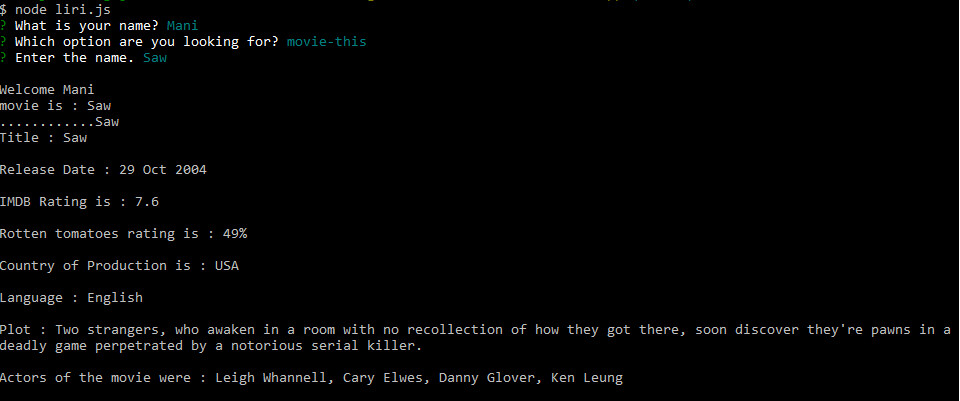 $ node liri.js
? What is your name? Mani
? Which option are you looking for? movie-this
? Enter the name. Saw
Welcome Mani
movie is : Saw
............Saw
Title : Saw
Release Date : 29 Oct 2004
IMDB Rating is : 7.6
Rotten tomatoes rating is : 49%
Country of Production is : USA
Language : English
Plot : Two strangers, who awaken in a room with no recollection of how they got there, soon discover they're pawns in a
deadly game perpetrated by a notorious serial killer.
Actors of the movie were : Leigh Whannell, Cary Elwes, Danny Glover, Ken Leung